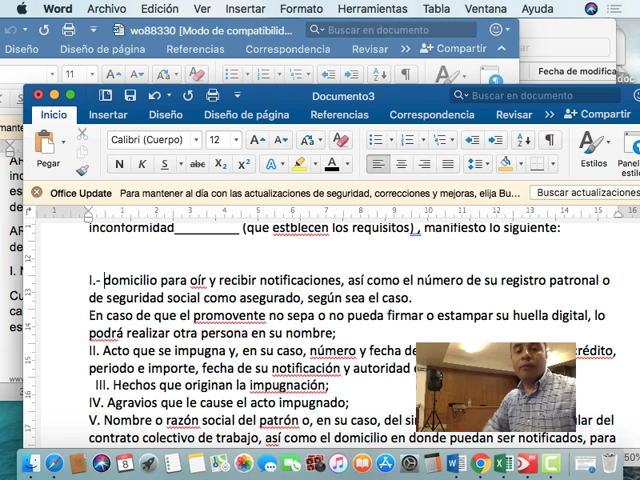 Word Archivo Edición Ver Insertar Formato Herramientas Tabla Ventana Ayuda
wo88330 [Modo de compatibilid
Buscar en documento
Diseño Diseño de página Referencias Correspondencia Revisar >> Compartir
11
Fecha de modifica
Documento3
Buscar en documento
Inicio Insertar Diseño Diseño de página Referencias Correspondencia >> Compartir
Pegar
Calibri (Cuerpo) 12
N K S abc X2 X2
Estilos
Office Update Para mantener al día con las actualizaciones de seguridad, correcciones y mejoras, elija Bu... Buscar actualizaciones
inconformidad_________ (que estblecen los requisitos) , manifiesto lo siguiente:
I.- domicilio para oír y recibir notificaciones, así como el número de su registro patronal o
de seguridad social como asegurado, según sea el caso.
En caso de que el promovente no sepa o no pueda firmar o estampar su huella digital, lo
podrá realizar otra persona en su nombre;
II. Acto que se impugna y, en su caso, número y fecha de crédito,
periodo e importe, fecha de su notificación y autoridad
III. Hechos que originan la impugnación;
IV. Agravios que le cause el acto impugnado;
V. Nombre o razón social del patrón o, en su caso, del
contrato colectivo de trabajo, así como el domicilio en donde puedan ser notificados, para
50%